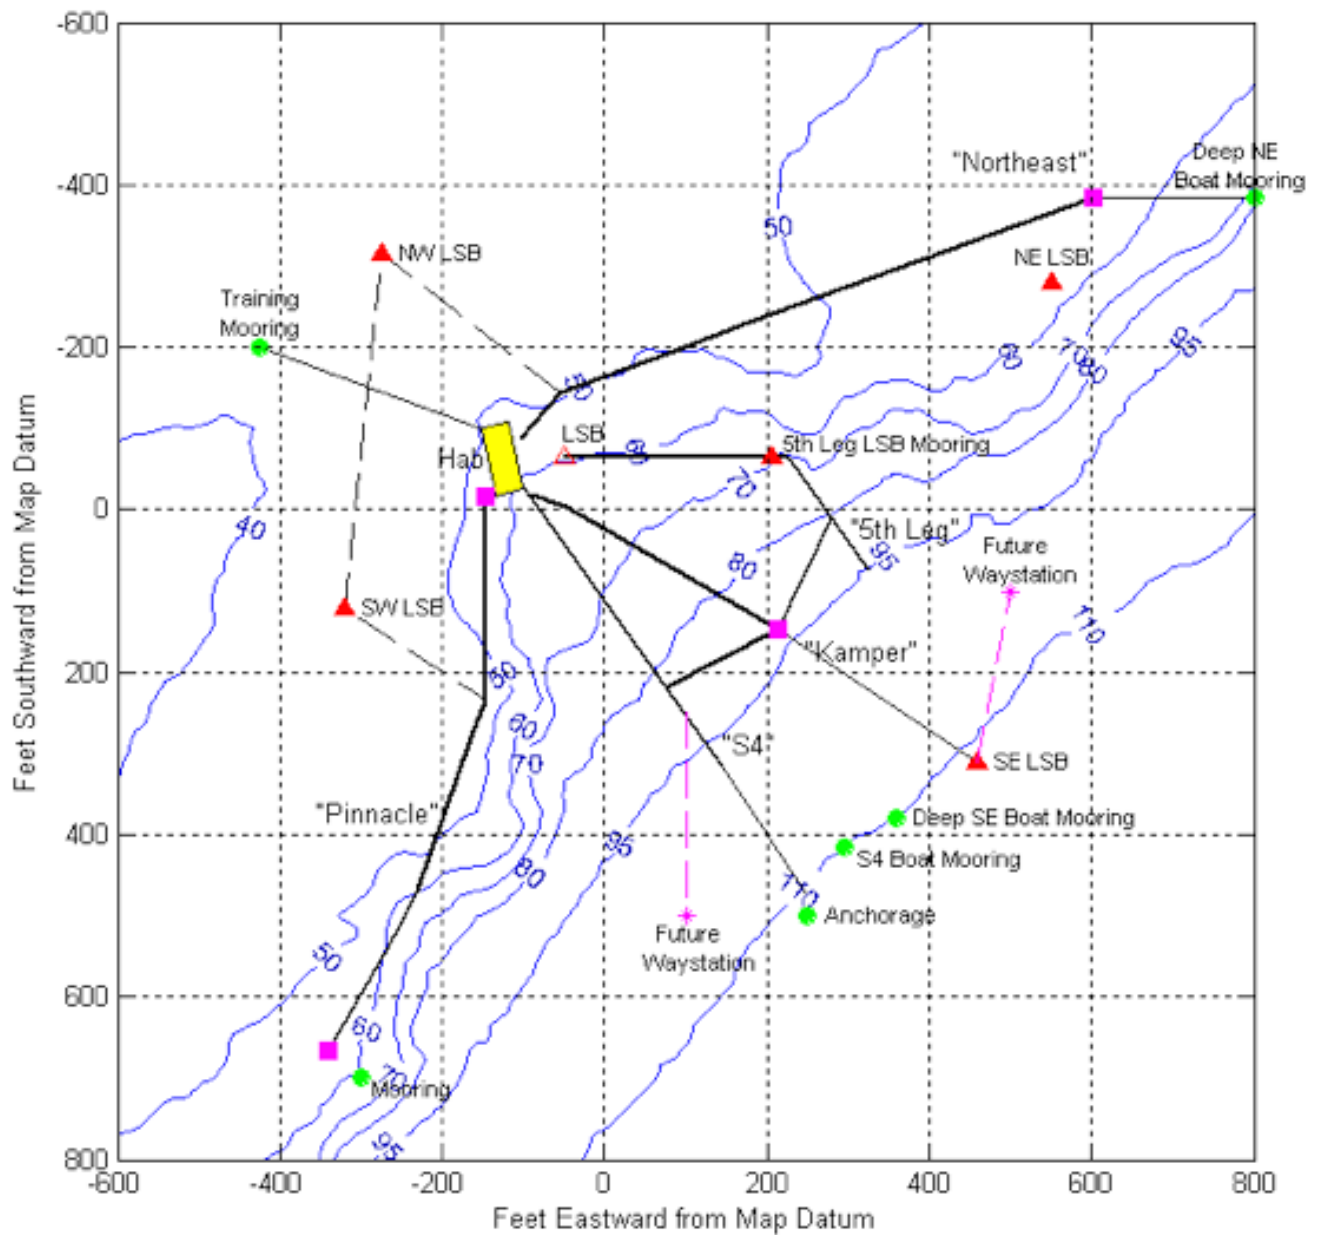 -600
-400
-200
0
200
400
600
800
-600
-400
-200
0
200
400
600
800
Feet Southward from Map Datum
Feet Eastward from Map Datum
"Northeast"
Deep NE
Boat Mooring
50
NW LSB
NE LSB
Training
Mooring
60
70
80
95
50
LSB
60
5th Leg LSB Mooring
Hab
70
40
"5th Leg"
95
Future
Waystation
80
SW LSB
110
"Kamper"
50
60
"S4"
70
SE LSB
"Pinnacle"
Deep SE Boat Mooring
95
S4 Boat Mooring
80
110
Anchorage
Future
Waystation
50
60
70
Mooring
95